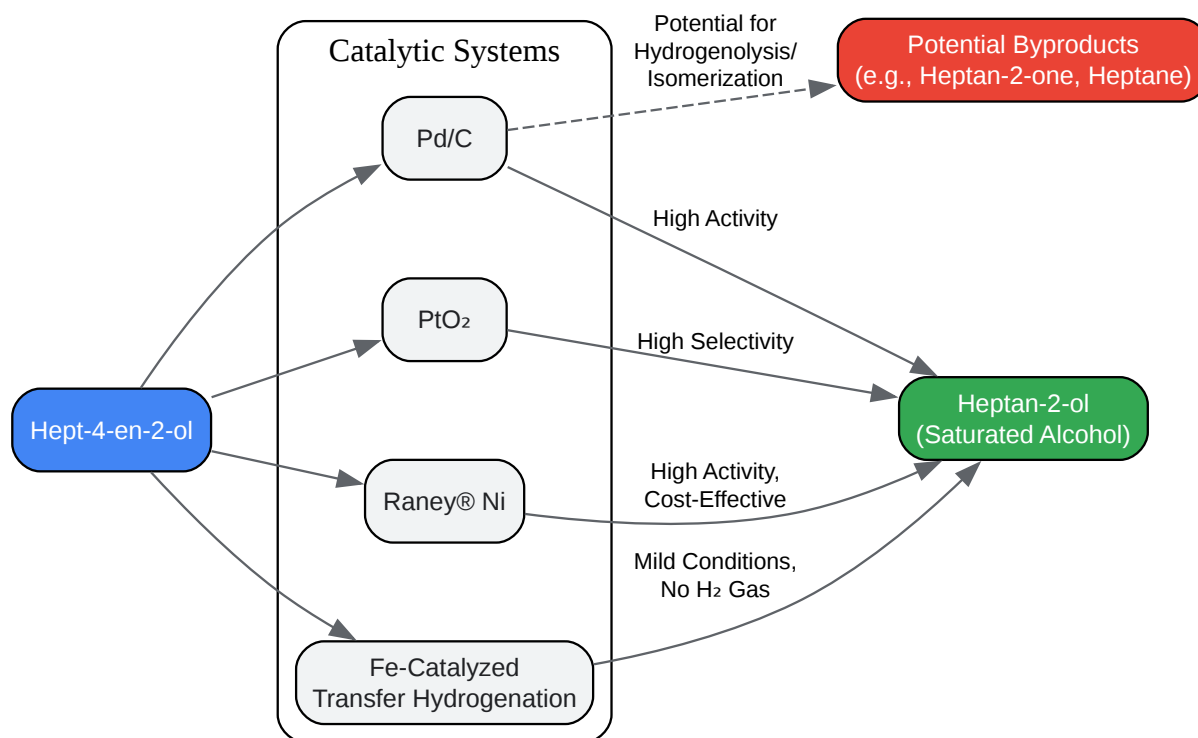 Catalytic Systems
Potential for
Hydrogenolysis/
Isomerization
Potential Byproducts
(e.g., Heptan-2-one, Heptane)
Pd/C
High Activity
PtO₂
High Selectivity
Hept-4-en-2-ol
Heptan-2-ol
(Saturated Alcohol)
Raney® Ni
High Activity,
Cost-Effective
Mild Conditions,
No H₂ Gas
Fe-Catalyzed
Transfer Hydrogenation